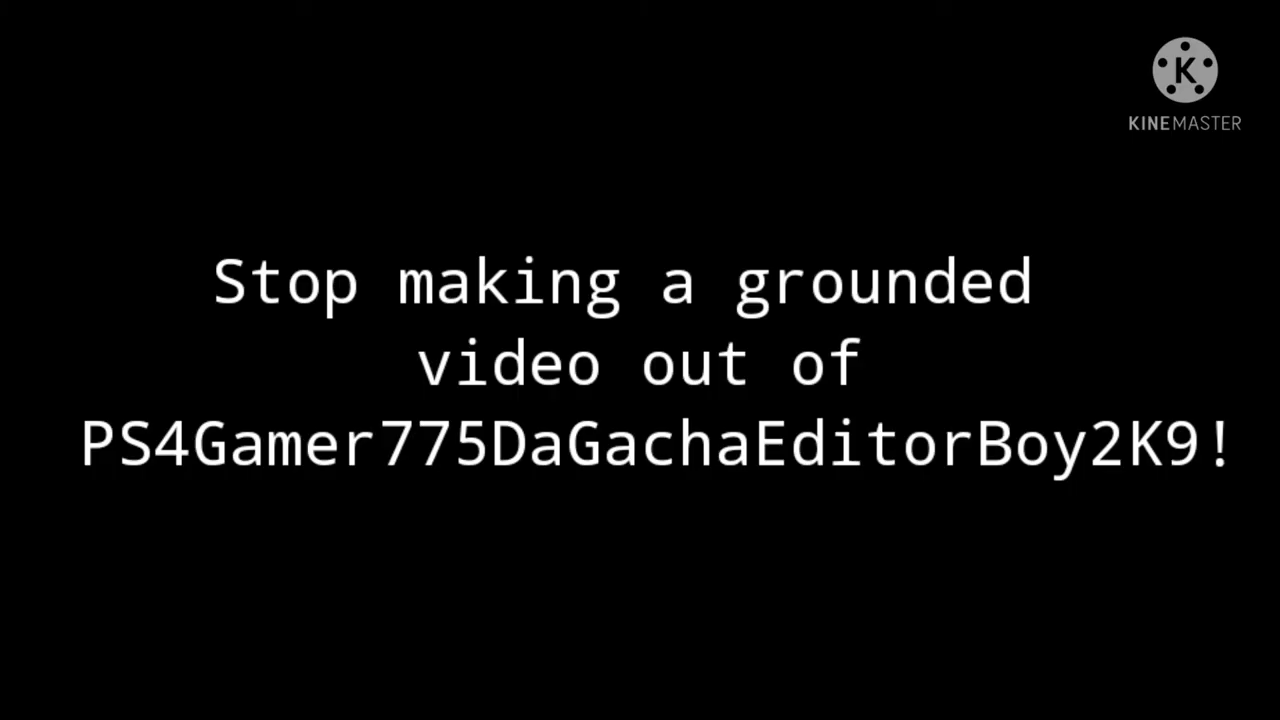 K
KINEMASTER
Stop making a grounded
video out of
PS4Gamer775DaGachaEditorBoy2K9!